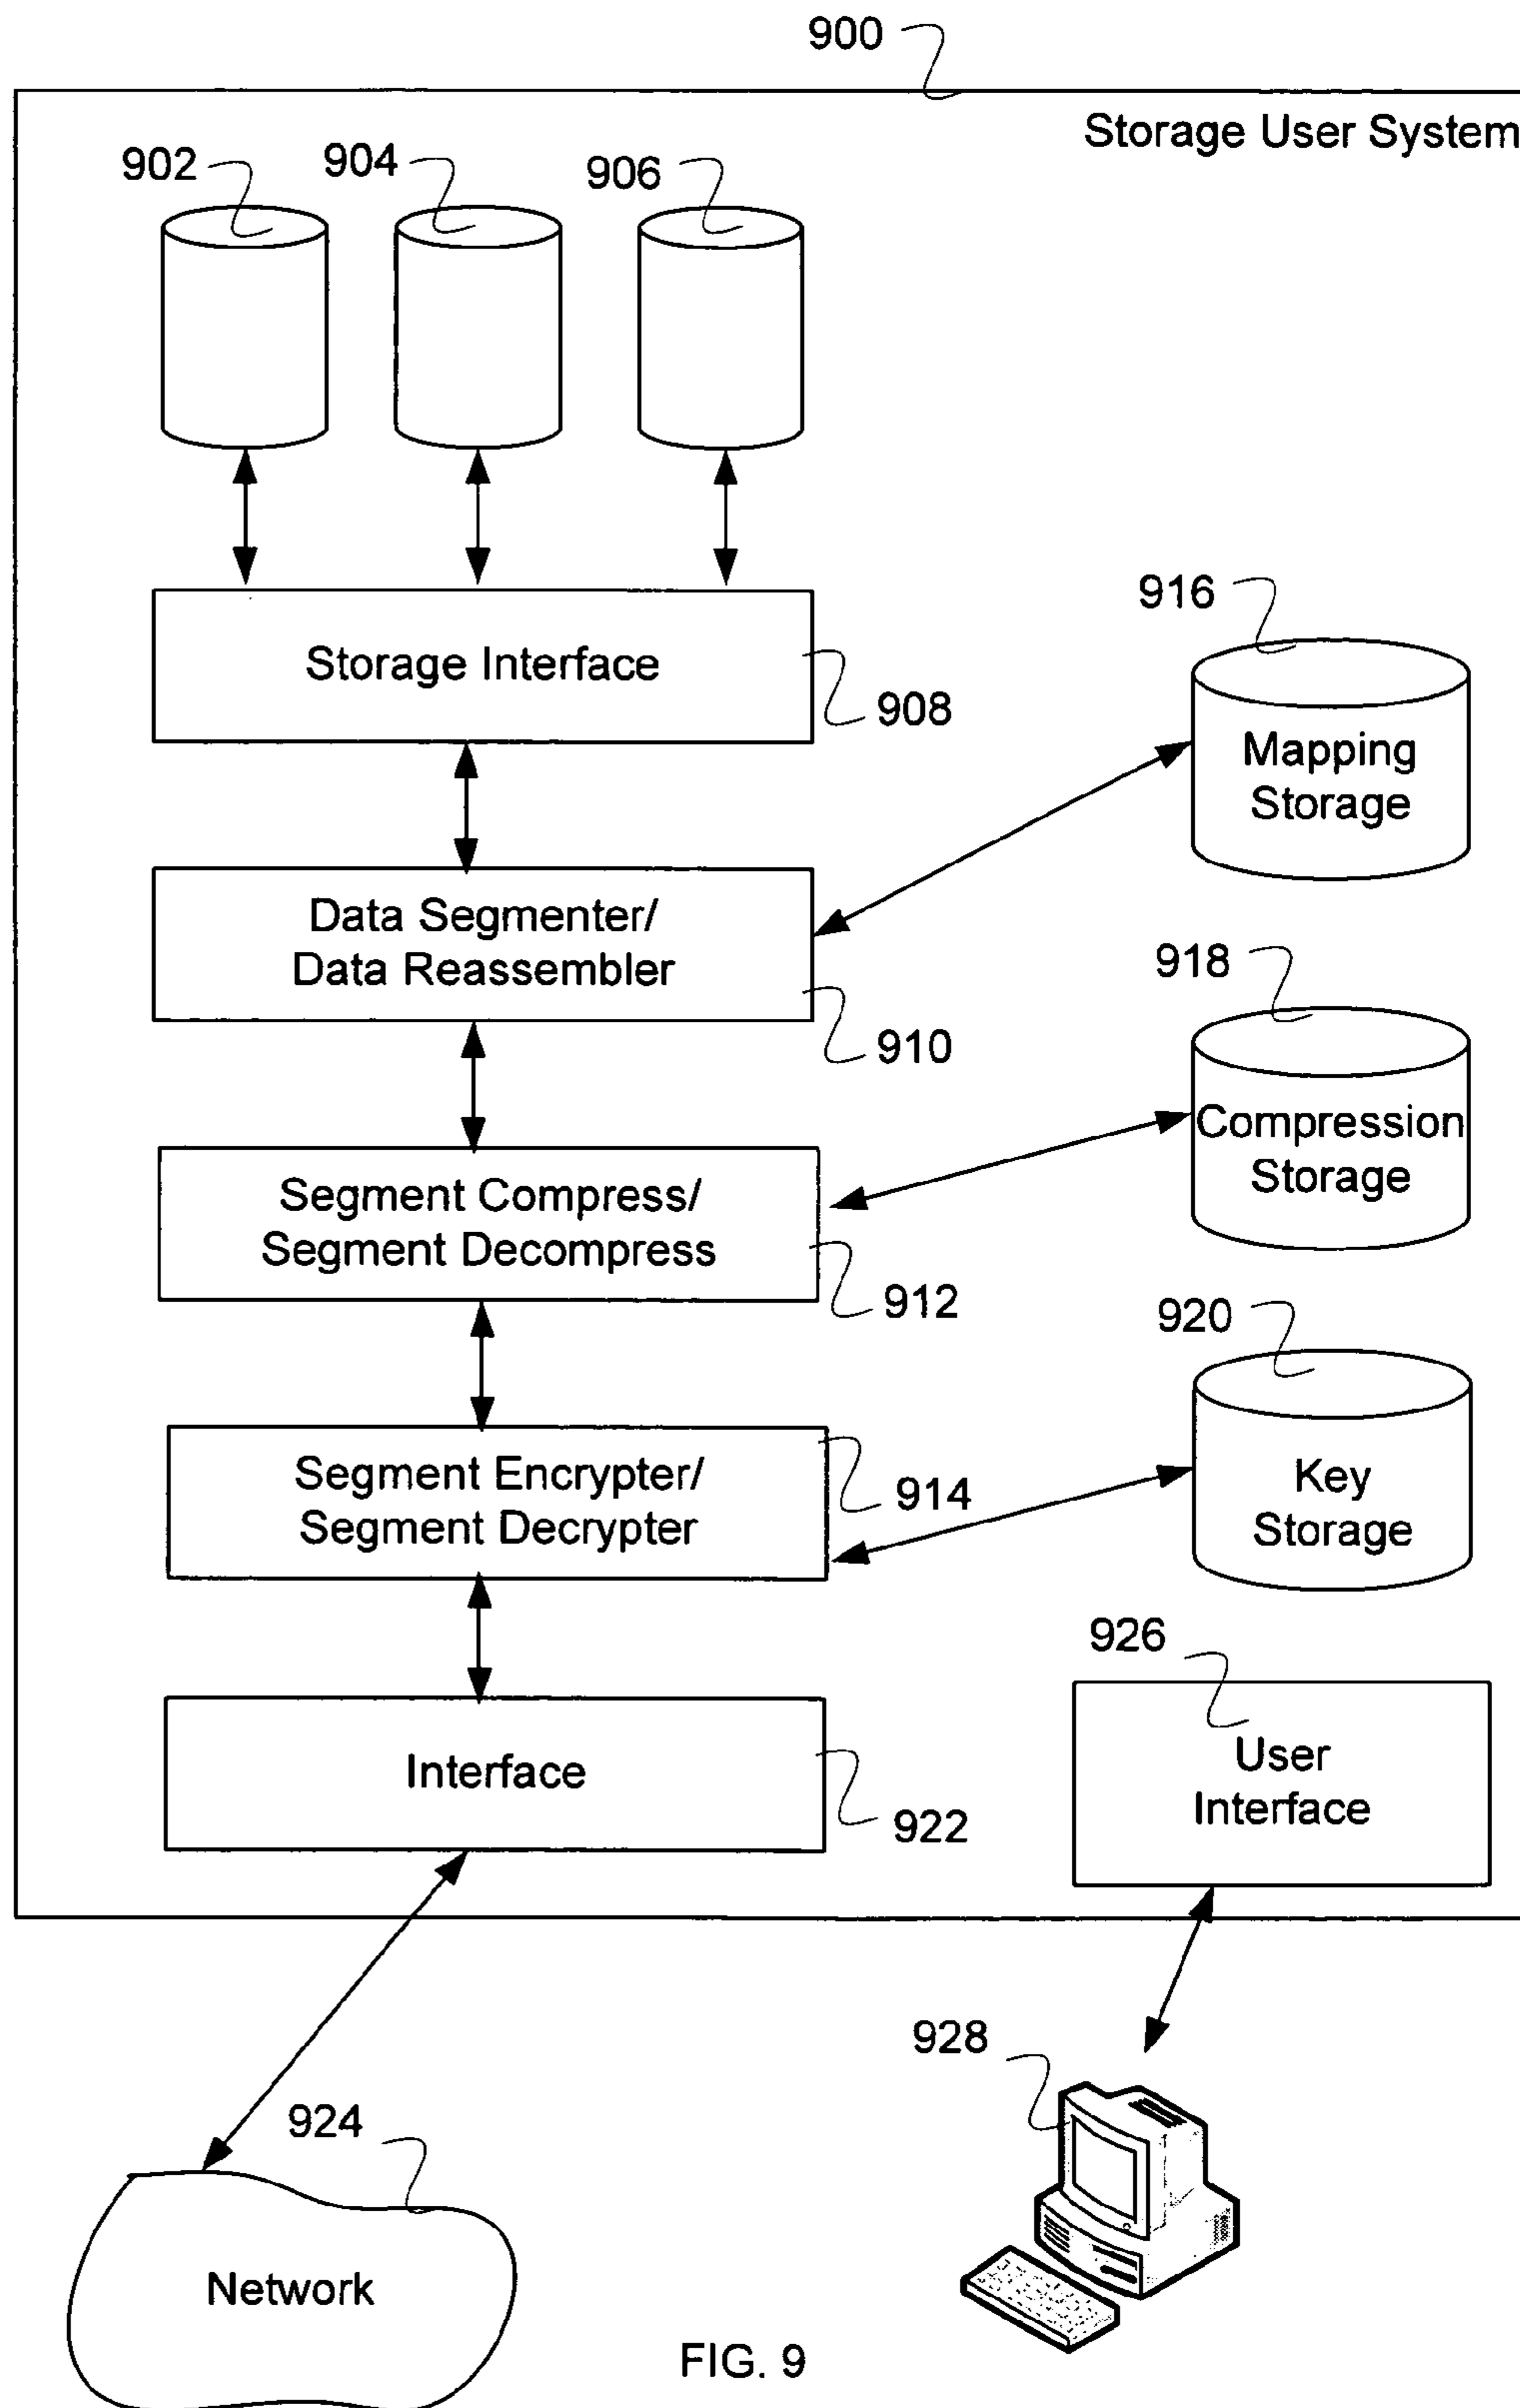 900
Storage User System
902
904
906
Storage Interface
908
916
Mapping
Storage
Data Segmenter/
Data Reassembler
910
918
Compression
Storage
Segment Compress/
Segment Decompress
912
920
Key
Storage
Segment Encrypter/
Segment Decrypter
914
926
User
Interface
Interface
922
928
924
Network
FIG. 9